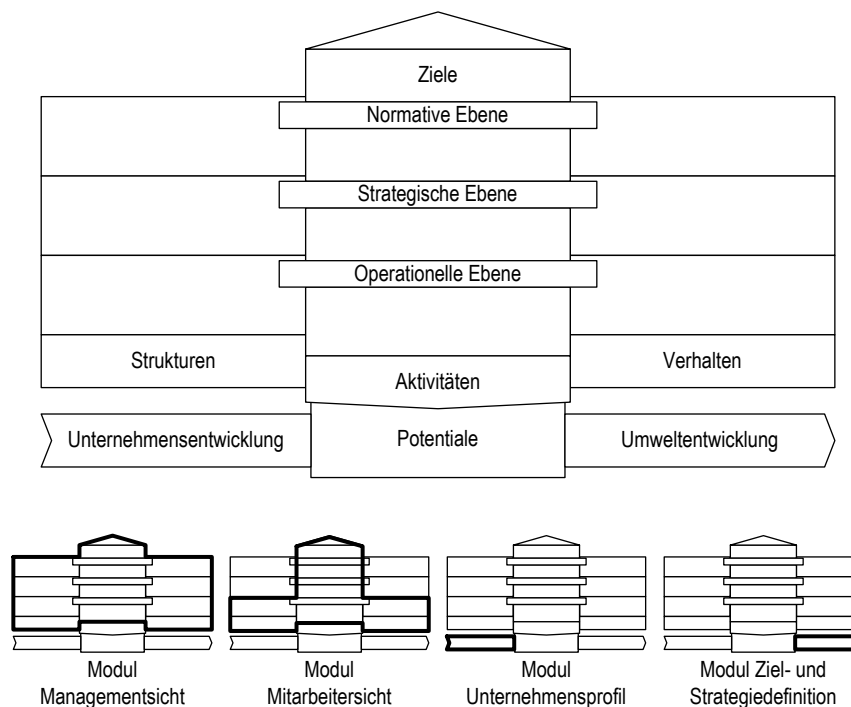 Ziele
Normative Ebene
Strategische Ebene
Operationelle Ebene
Strukturen
Aktivitäten
Verhalten
Unternehmensentwicklung
Potentiale
Umweltentwicklung
Modul
Managementsicht
Modul
Mitarbeitersicht
Modul
Unternehmensprofil
Modul Ziel- und
Strategiedefinition